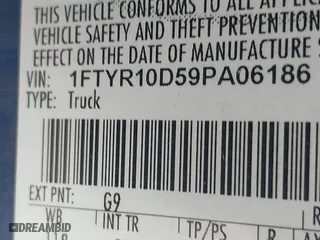 THIS VEHICLE CONFORMS TO ALL APPLICA
VEHICLE SAFETY AND THEFT PREVENTION
EFFECT ON THE DATE OF MANUFACTURE S
VIN: 1FTYR10D59PA06186
TYPE: Truck
EXT PNT: G9
WB INT TR TP/PS R A
DREAMBID